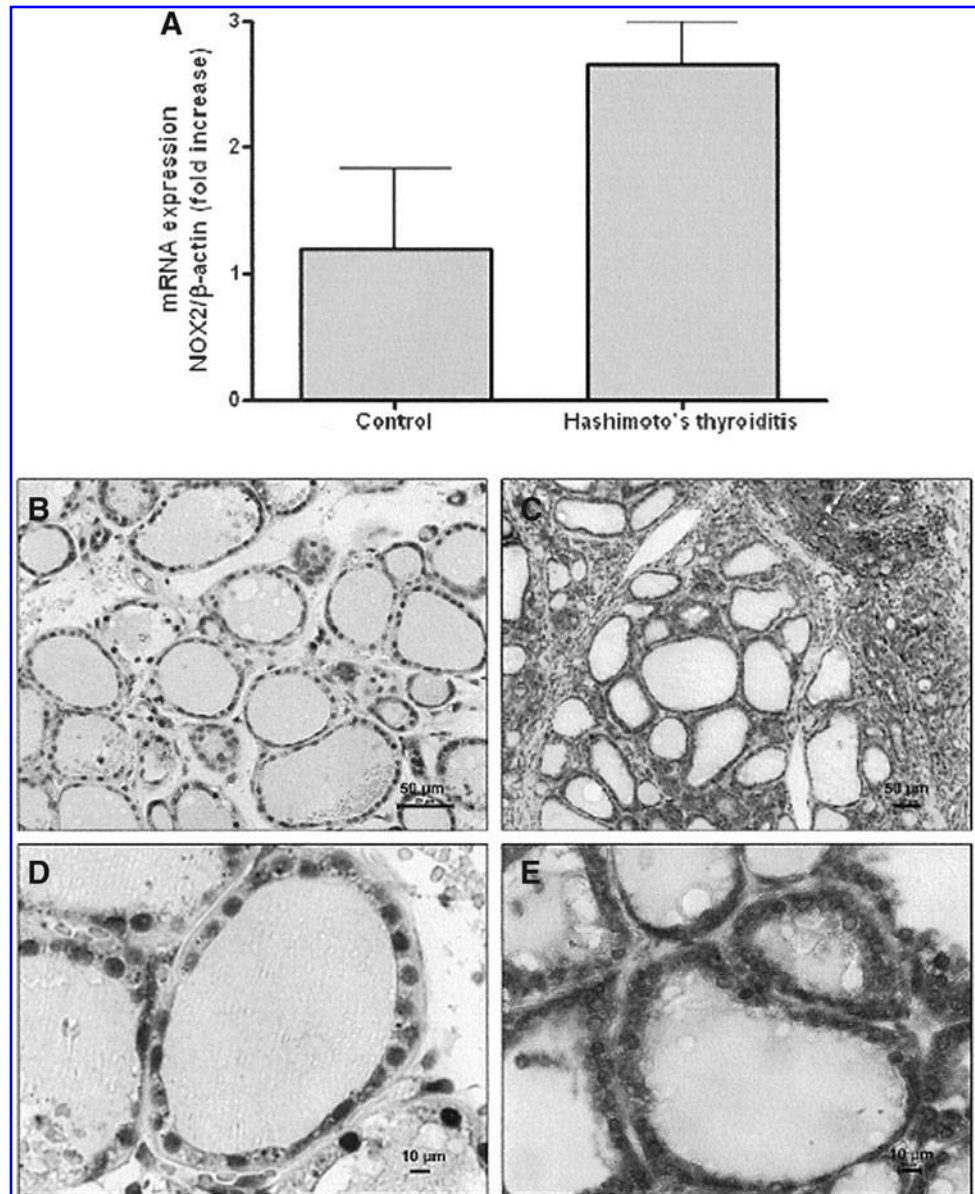 A
mRNA expression
NOX2/β-actin (fold increase)
3
2
1
0
Control
Hashimoto's thyroiditis
B
50 µm
C
50 µm
D
10 µm
E
10 µm